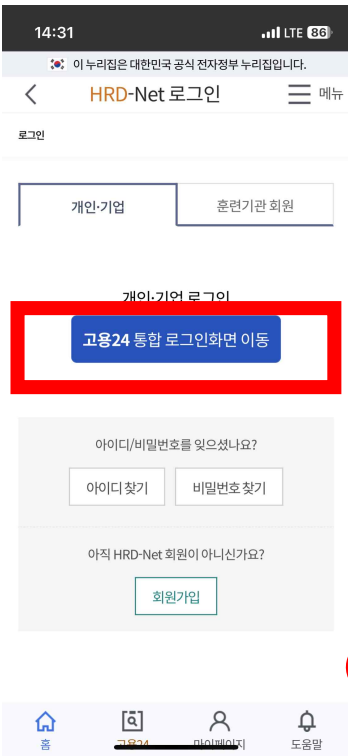 14:31
LTE 86
이 누리집은 대한민국 공식 전자정부 누리집입니다.
HRD-Net 로그인
메뉴
로그인
개인·기업
훈련기관 회원
개인·기업 로그인
고용24 통합 로그인화면 이동
아이디/비밀번호를 잊으셨나요?
아이디 찾기
비밀번호 찾기
아직 HRD-Net 회원이 아니신가요?
회원가입
홈
고용24
마이페이지
도움말